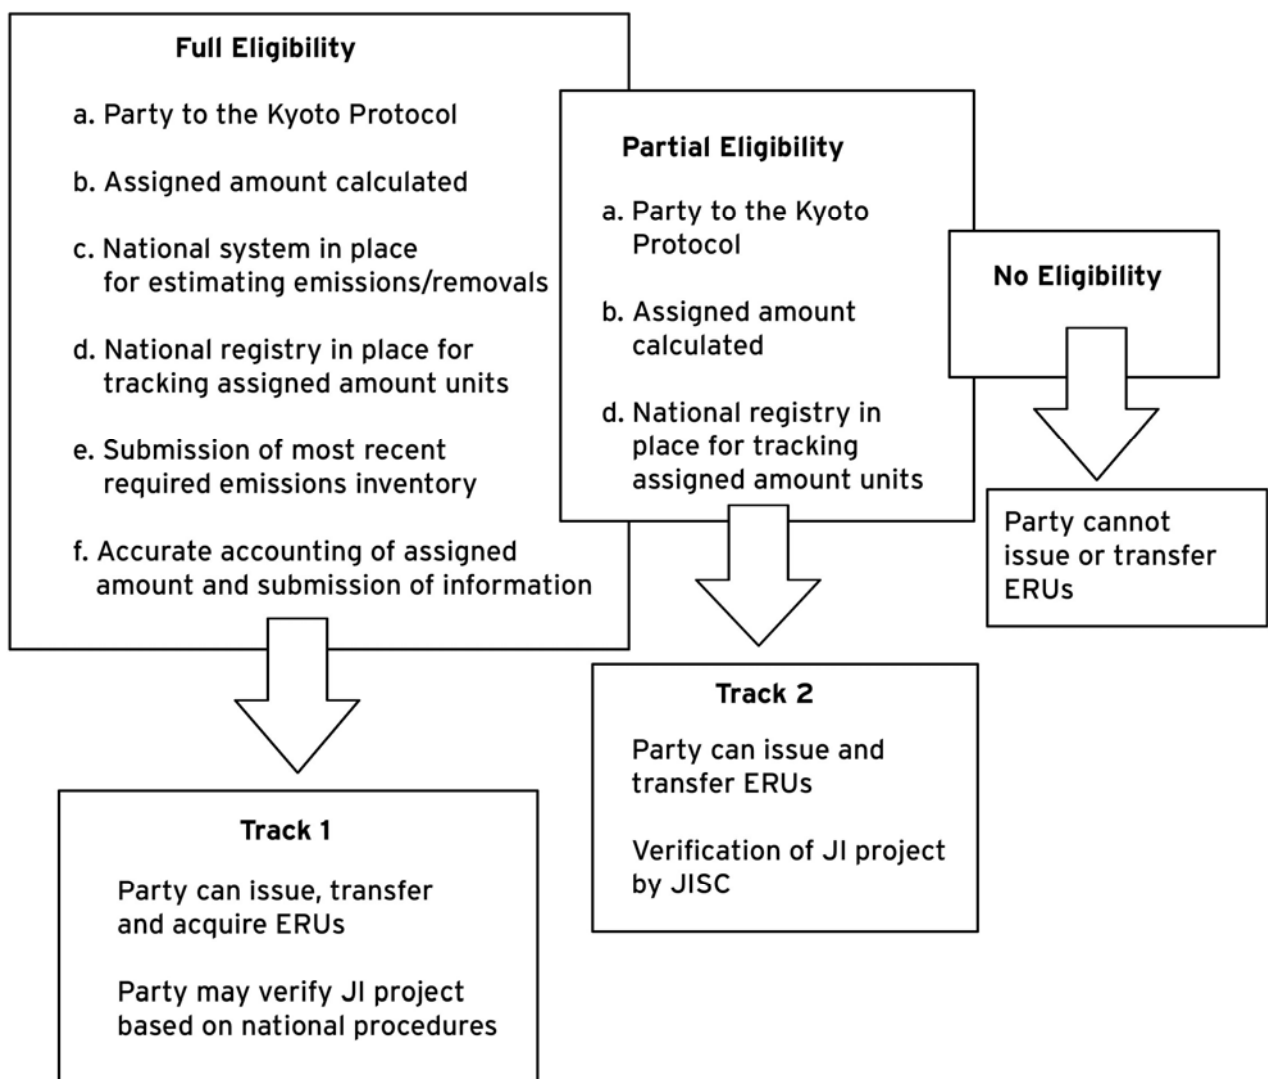 Full Eligibility
a. Party to the Kyoto Protocol
b. Assigned amount calculated
c. National system in place
for estimating emissions/removals
d. National registry in place for
tracking assigned amount units
e. Submission of most recent
required emissions inventory
f. Accurate accounting of assigned
amount and submission of information
Partial Eligibility
a. Party to the Kyoto
Protocol
b. Assigned amount
calculated
d. National registry in
place for tracking
assigned amount units
No Eligibility
Party cannot
issue or transfer
ERUs
Track 1
Party can issue, transfer
and acquire ERUs
Party may verify JI project
based on national procedures
Track 2
Party can issue and
transfer ERUs
Verification of JI project
by JISC